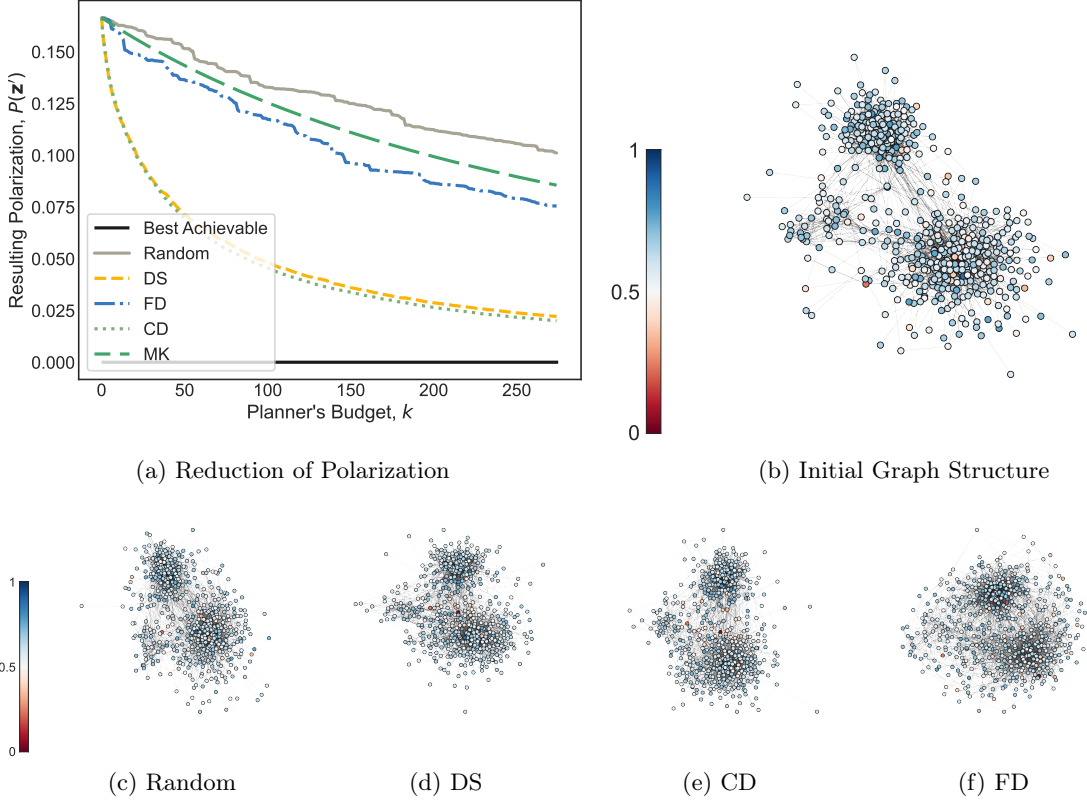 0.150
0.125
0.100
0.075
0.050
0.025
0.000
Resulting Polarization, P(z′)
Best Achievable
Random
DS
FD
CD
MK
0 50 100 150 200 250
Planner's Budget, k
(a) Reduction of Polarization
1
0.5
0
(b) Initial Graph Structure
1
0.5
0
(c) Random
(d) DS
(e) CD
(f) FD